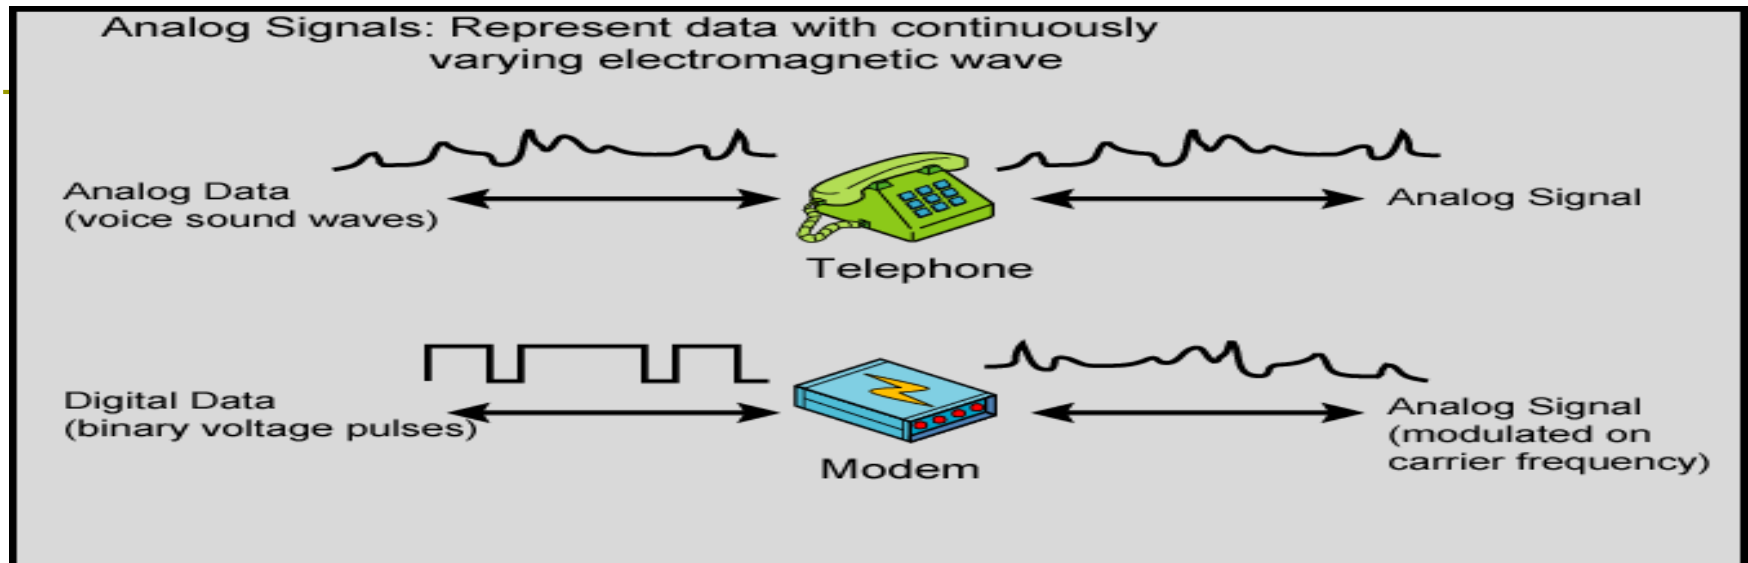 Analog Signals: Represent data with continuously
varying electromagnetic wave
Analog Data
(voice sound waves)
Telephone
Analog Signal
Digital Data
(binary voltage pulses)
Modem
Analog Signal
(modulated on
carrier frequency)